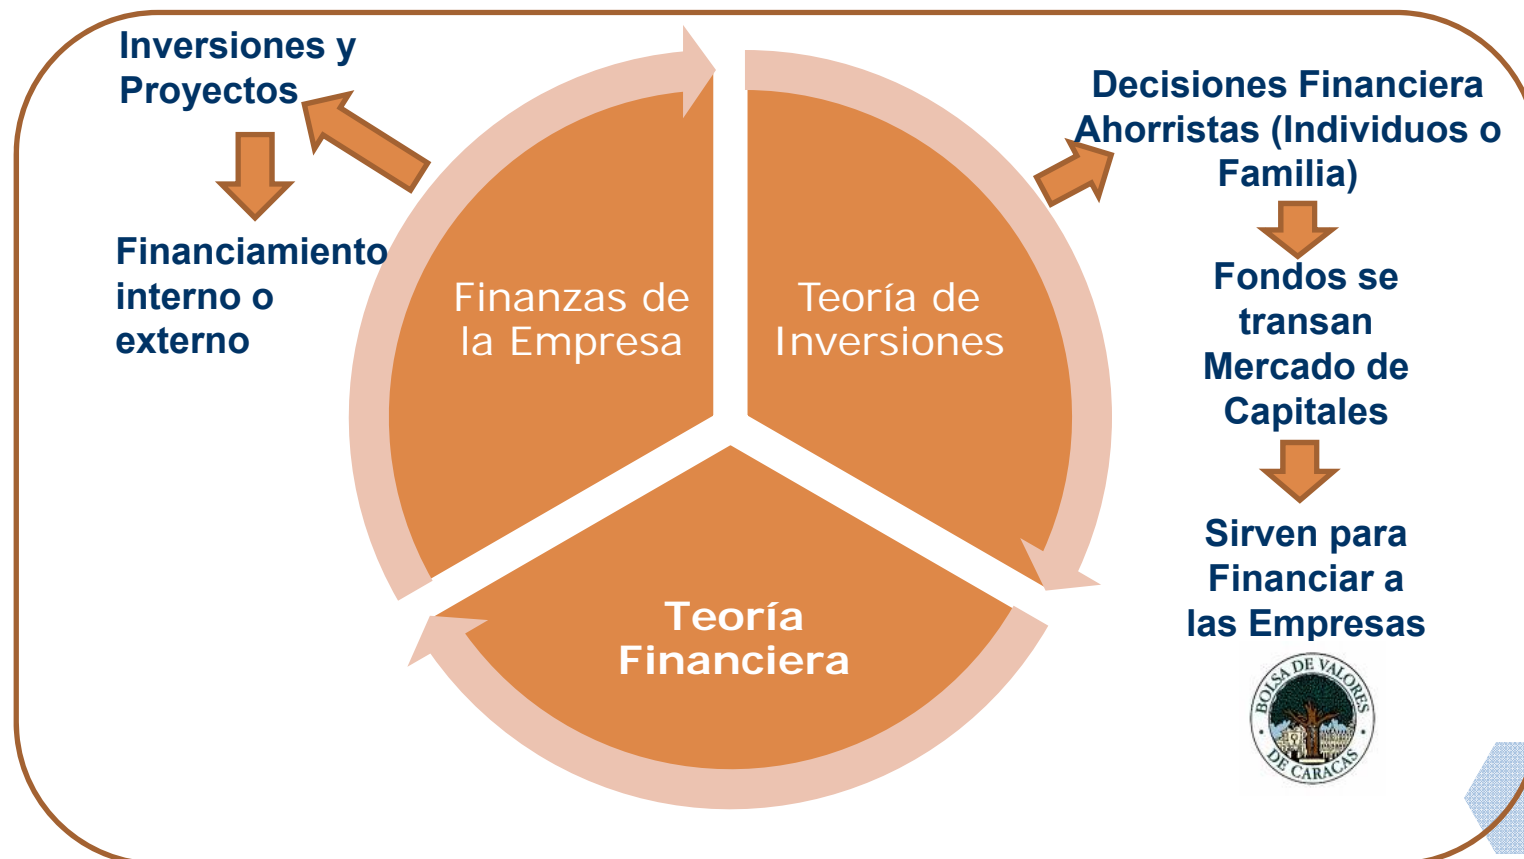 Inversiones y
Proyectos
Financiamiento
interno o
externo
Finanzas de
la Empresa
Teoría de
Inversiones
Teoría
Financiera
Decisiones Financiera
Ahorristas (Individuos o
Familia)
Fondos se
transan
Mercado de
Capitales
Sirven para
Financiar a
las Empresas
BOLSA DE VALORES
DE CARACAS